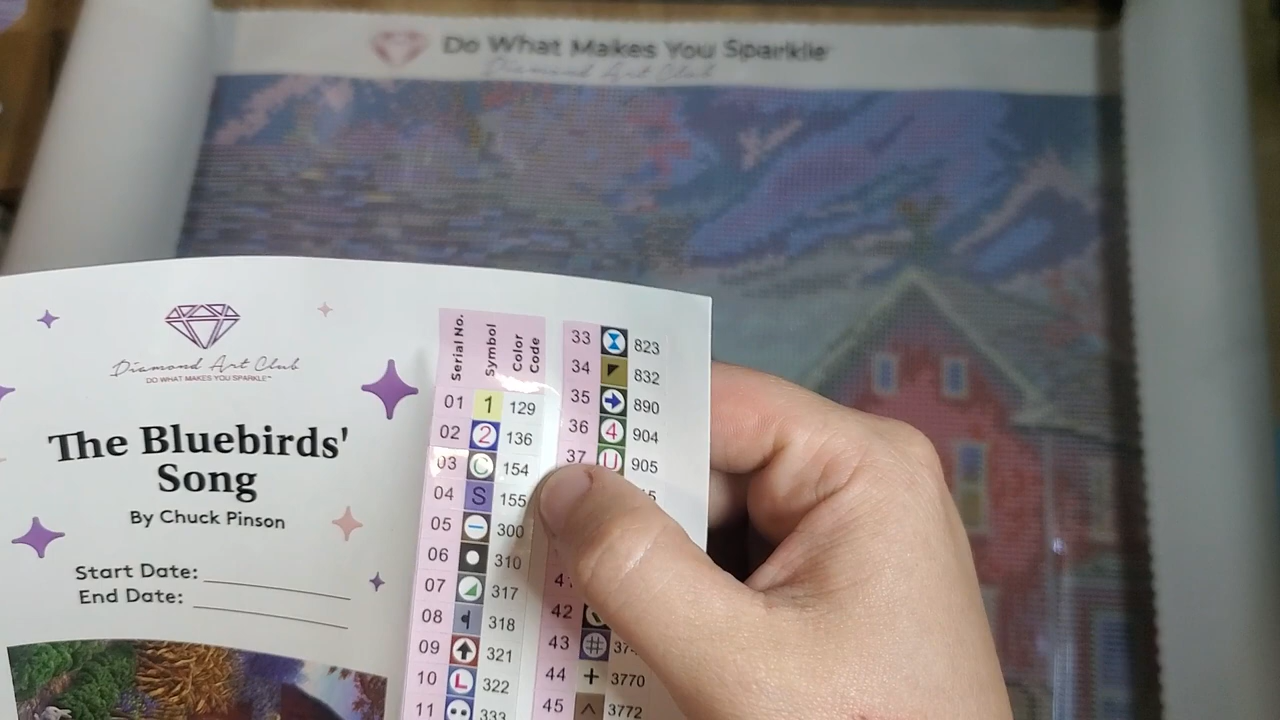 Do What Makes You Sparkle
Diamond Art Club
Diamond Art Club
DO WHAT MAKES YOU SPARKLE™
The Bluebirds'
Song
By Chuck Pinson
Start Date:
End Date:
Serial No. Symbol Color Code
01 1 129
02 2 136
03 C 154
04 S 155
05 300
06 310
07 317
08 318
09 321
10 L 322
11 333
33 823
34 832
35 890
36 4 904
37 U 905
42
43
44 + 3770
45 3772